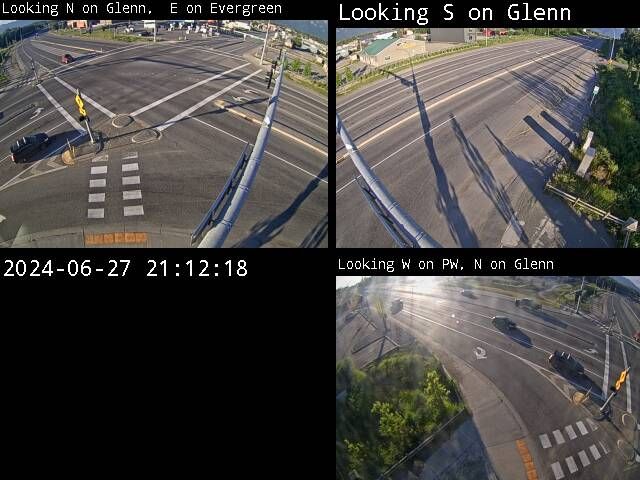 Looking N on Glenn,  E on Evergreen
Looking S on Glenn
2024-06-27 21:12:18
Looking W on PW, N on Glenn